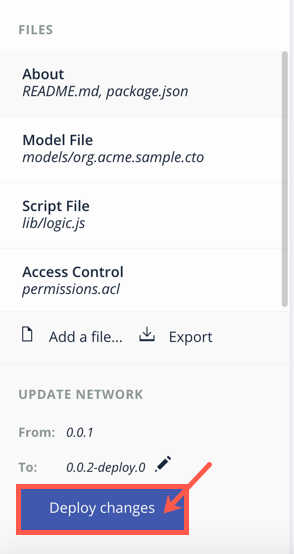 FILES
About
README.md, package.json
Model File
models/org.acme.sample.cto
Script File
lib/logic.js
Access Control
permissions.acl
Add a file... Export
UPDATE NETWORK
From: 0.0.1
To: 0.0.2-deploy.0
Deploy changes